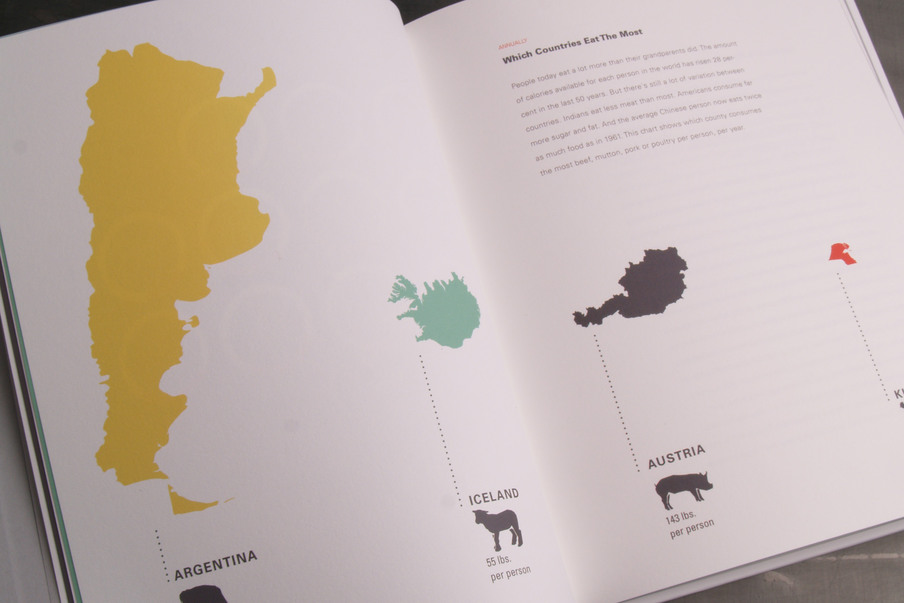 ANNUALLY
Which Countries Eat The Most
People today eat a lot more than their grandparents did. The amount
of calories available for each person in the world has risen 28 per
cent in the last 50 years. But there's still a lot of variation between
countries. Indians eat less meat than most. Americans consume far
more sugar and fat. And the average Chinese person now eats twice
as much food as in 1961. This chart shows which county consumes
the most beef, mutton, pork or poultry per person, per year.
ARGENTINA
ICELAND
55 lbs.
per person
AUSTRIA
143 lbs.
per person